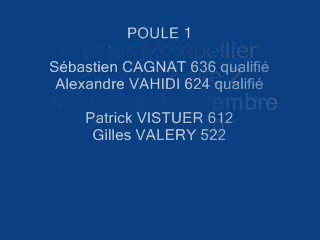 POULE 1
Sébastien CAGNAT 636 qualifié
Alexandre VAHIDI 624 qualifié
Patrick VISTUER 612
Gilles VALERY 522